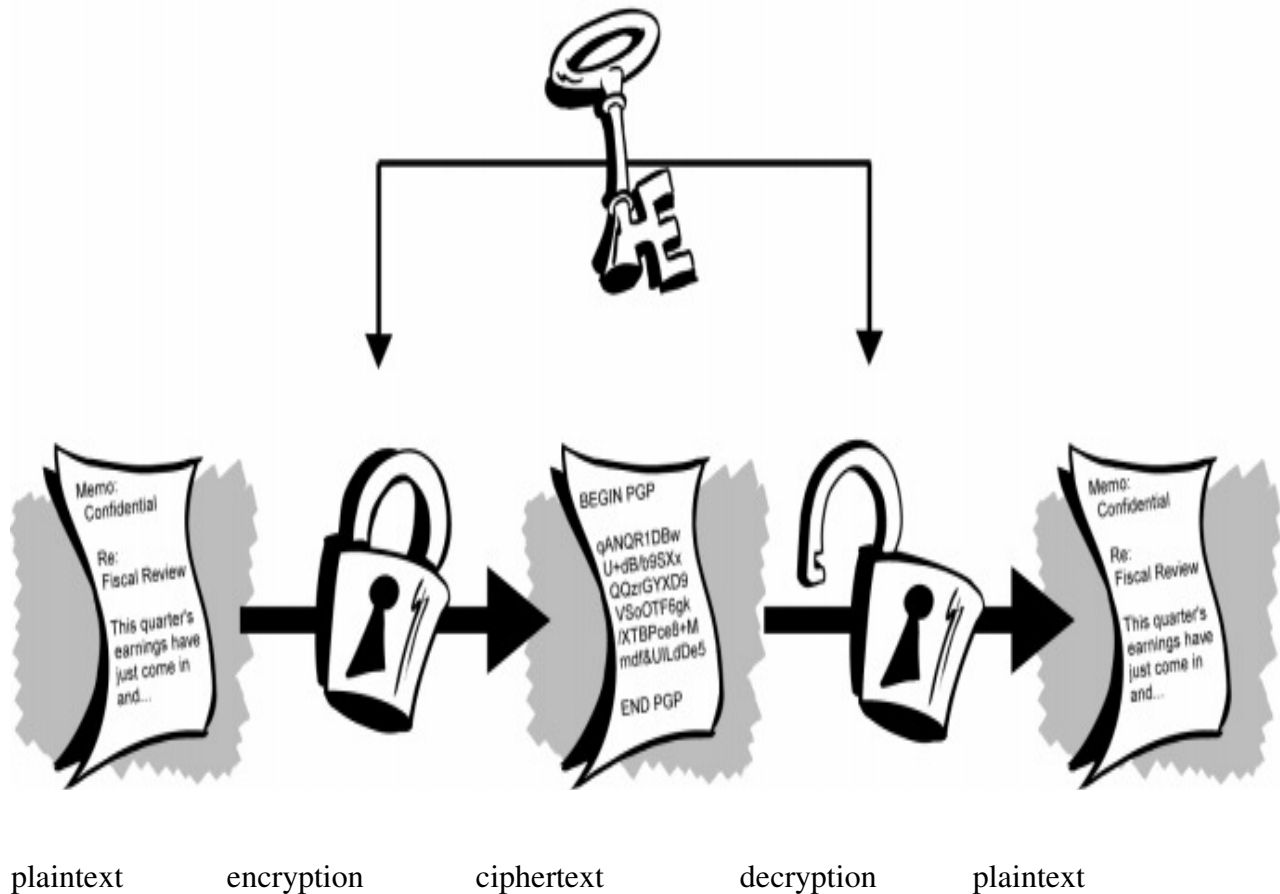 Memo:
Confidential
Re:
Fiscal Review
This quarter's
earnings have
just come in
and...
BEGIN PGP
qANQR1DBw
U+dB/b9SXx
QQzrGYXD9
VSoOTF6gk
/XTBPce8+M
mdf&UILdDe5
END PGP
Memo:
Confidential
Re:
Fiscal Review
This quarter's
earnings have
just come in
and...
plaintext encryption ciphertext decryption plaintext